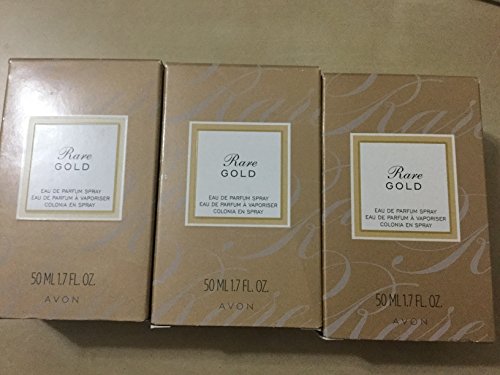 Rare
GOLD
EAU DE PARFUM SPRAY
EAU DE PARFUM À VAPORISER
COLONIA EN SPRAY
50 ML 1.7 FL. OZ.
AVON
Rare
GOLD
EAU DE PARFUM SPRAY
EAU DE PARFUM À VAPORISER
COLONIA EN SPRAY
50 ML 1.7 FL. OZ.
AVON
Rare
Rare
GOLD
EAU DE PARFUM SPRAY
EAU DE PARFUM À VAPORISER
COLONIA EN SPRAY
50 ML 1.7 FL. OZ.
AVON
Rare